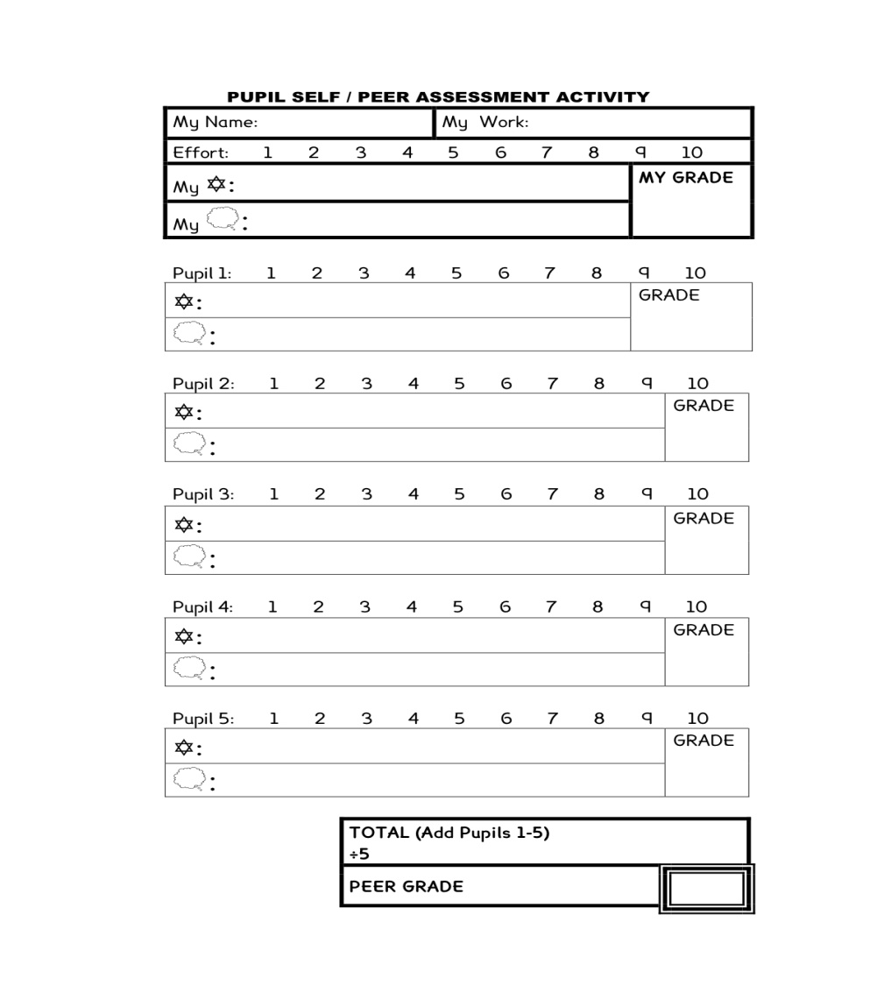 PUPIL SELF / PEER ASSESSMENT ACTIVITY
My Name: My Work:
Effort: 1 2 3 4 5 6 7 8 9 10
My ✡: MY GRADE
My :
Pupil 1: 1 2 3 4 5 6 7 8 9 10
✡: GRADE
:
Pupil 2: 1 2 3 4 5 6 7 8 9 10
✡: GRADE
:
Pupil 3: 1 2 3 4 5 6 7 8 9 10
✡: GRADE
:
Pupil 4: 1 2 3 4 5 6 7 8 9 10
✡: GRADE
:
Pupil 5: 1 2 3 4 5 6 7 8 9 10
✡: GRADE
:
TOTAL (Add Pupils 1-5)
÷5
PEER GRADE